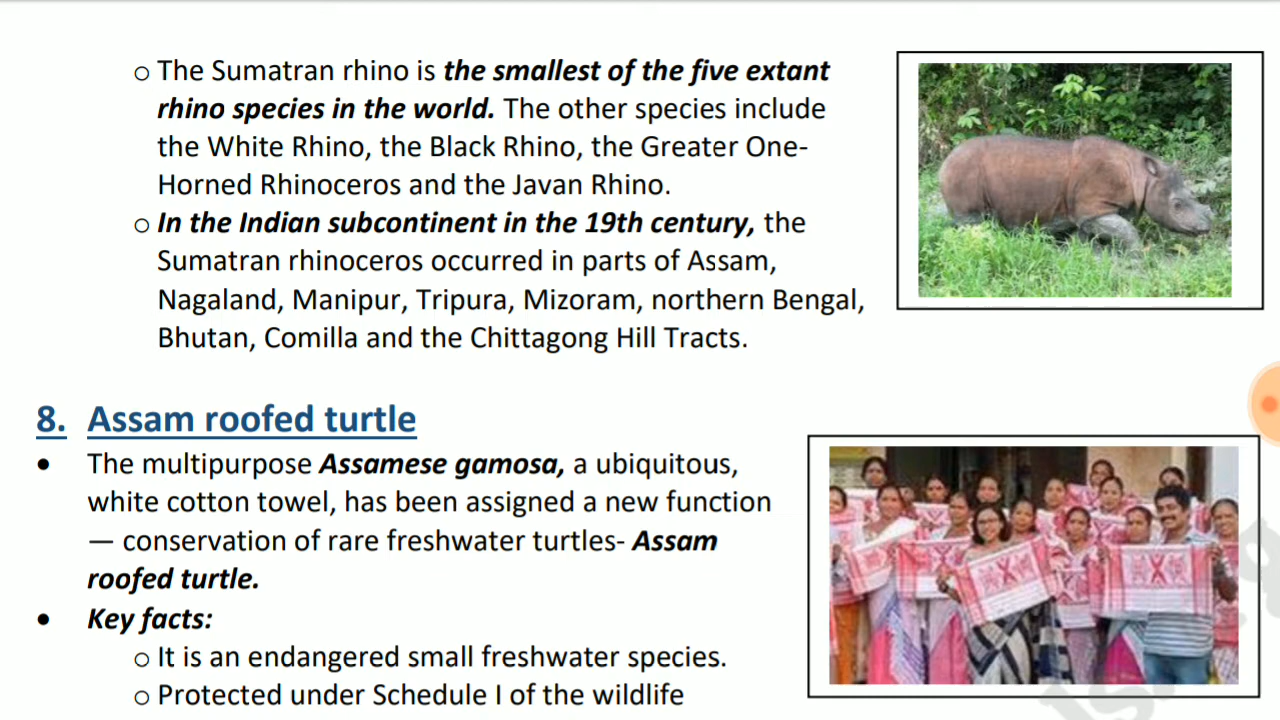 o The Sumatran rhino is the smallest of the five extant
rhino species in the world. The other species include
the White Rhino, the Black Rhino, the Greater One-
Horned Rhinoceros and the Javan Rhino.
o In the Indian subcontinent in the 19th century, the
Sumatran rhinoceros occurred in parts of Assam,
Nagaland, Manipur, Tripura, Mizoram, northern Bengal,
Bhutan, Comilla and the Chittagong Hill Tracts.
8. Assam roofed turtle
• The multipurpose Assamese gamosa, a ubiquitous,
white cotton towel, has been assigned a new function
— conservation of rare freshwater turtles- Assam
roofed turtle.
• Key facts:
o It is an endangered small freshwater species.
o Protected under Schedule I of the wildlife